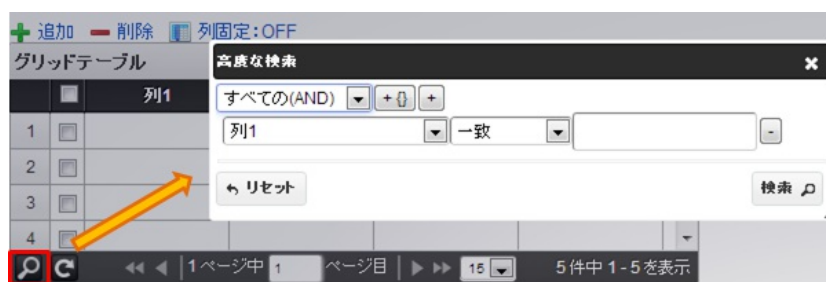 追加 削除 列固定:OFF
グリッドテーブル
高度な検索
列1
すべての(AND) + {} +
1
列1 一致 -
2
3
リセット 検索
4
1ページ中 1 ページ目 15 5件中 1 - 5 を表示